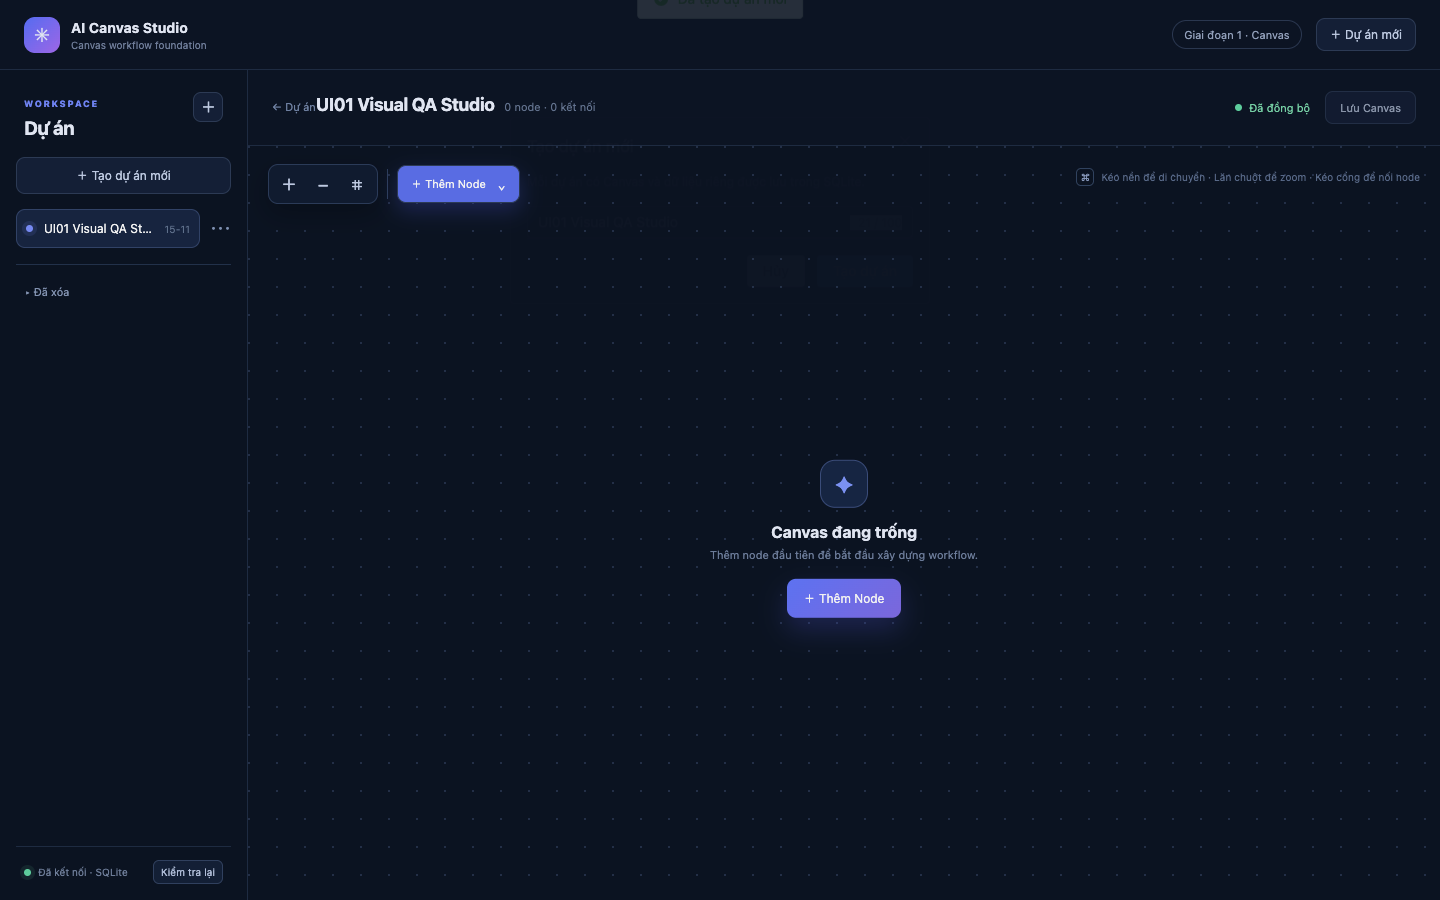 AI Canvas Studio
Canvas workflow foundation
Giai đoạn 1 · Canvas
+ Dự án mới
WORKSPACE
Dự án
+
+ Tạo dự án mới
UI01 Visual QA St... 15-11
▸ Đã xóa
Đã kết nối · SQLite
Kiểm tra lại
← Dự án UI01 Visual QA Studio 0 node · 0 kết nối
Đã đồng bộ
Lưu Canvas
+ − #
+ Thêm Node
⌘ Kéo nền để di chuyển · Lăn chuột để zoom · Kéo cổng để nối node
Canvas đang trống
Thêm node đầu tiên để bắt đầu xây dựng workflow.
+ Thêm Node